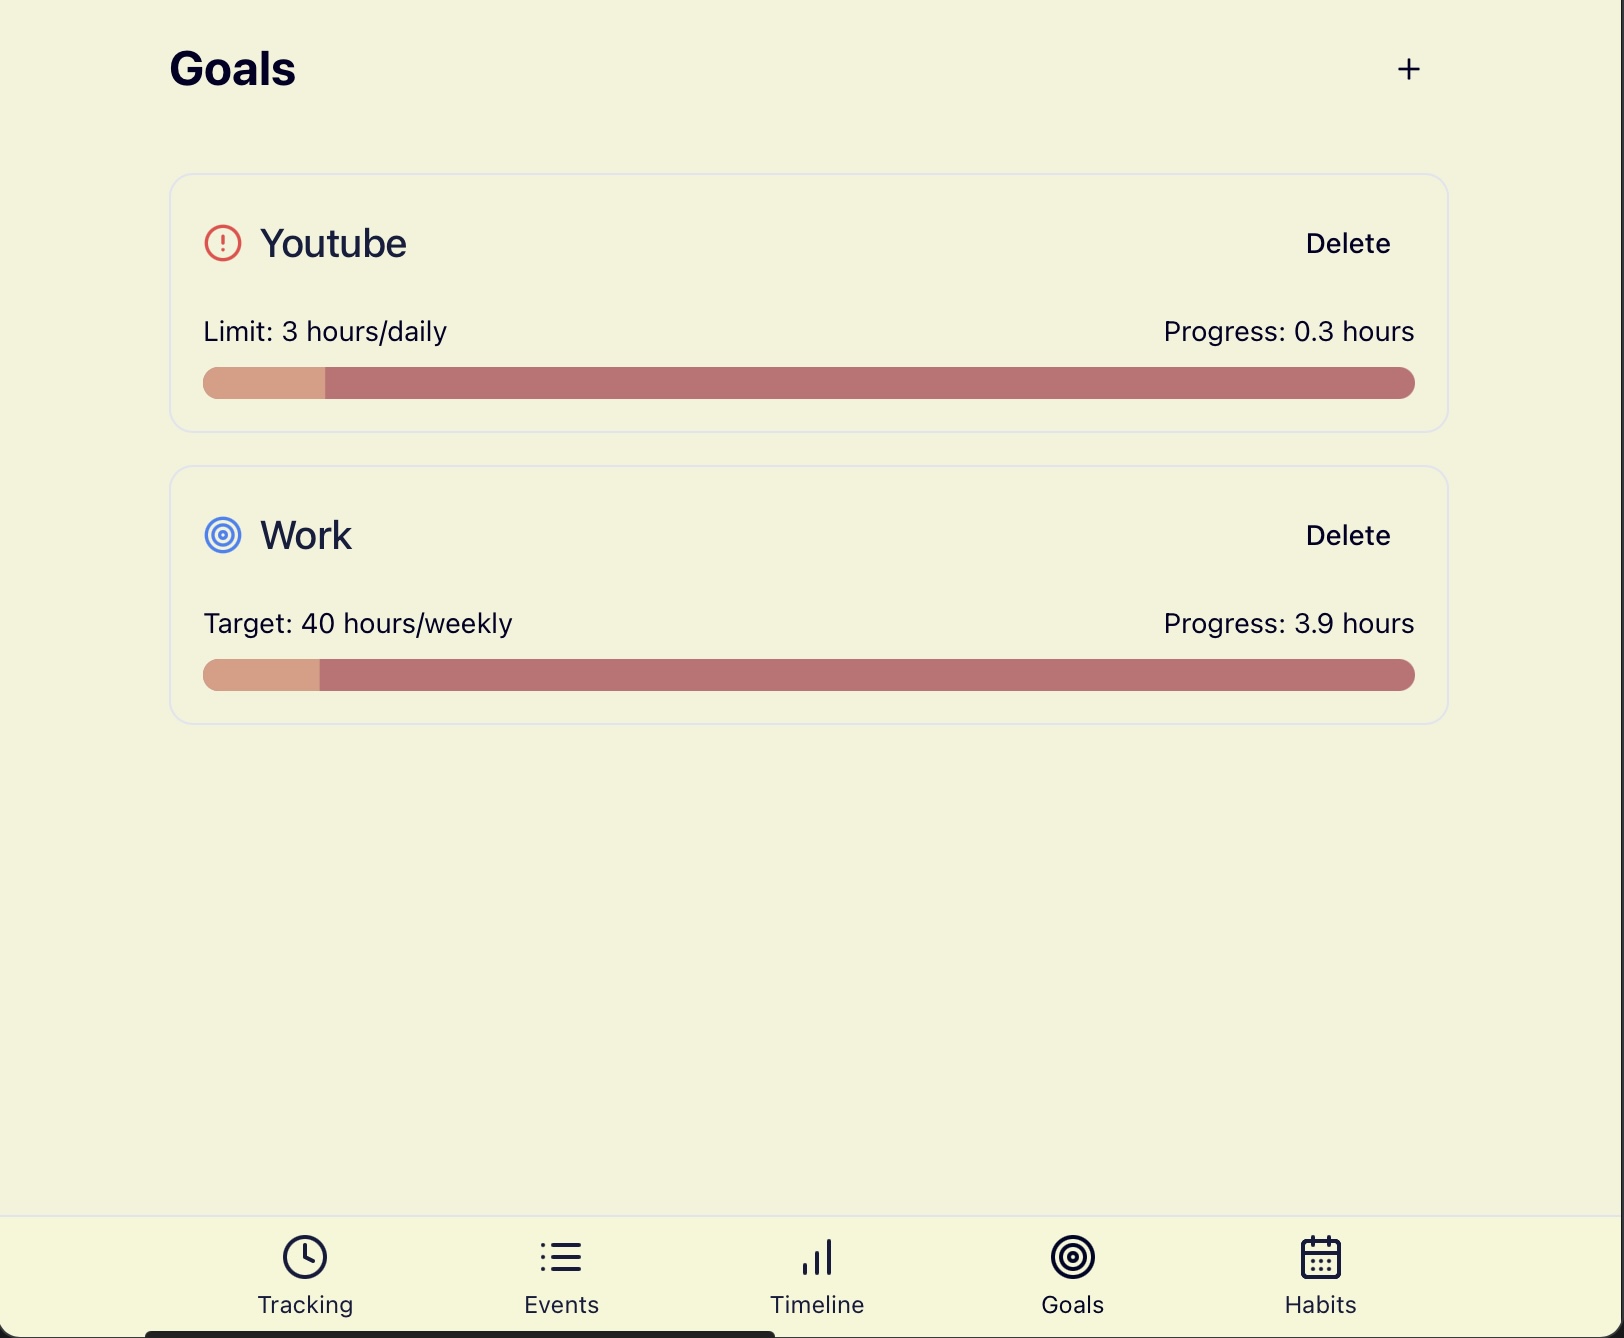 Goals
Youtube
Delete
Limit: 3 hours/daily
Progress: 0.3 hours
Work
Delete
Target: 40 hours/weekly
Progress: 3.9 hours
Tracking
Events
Timeline
Goals
Habits